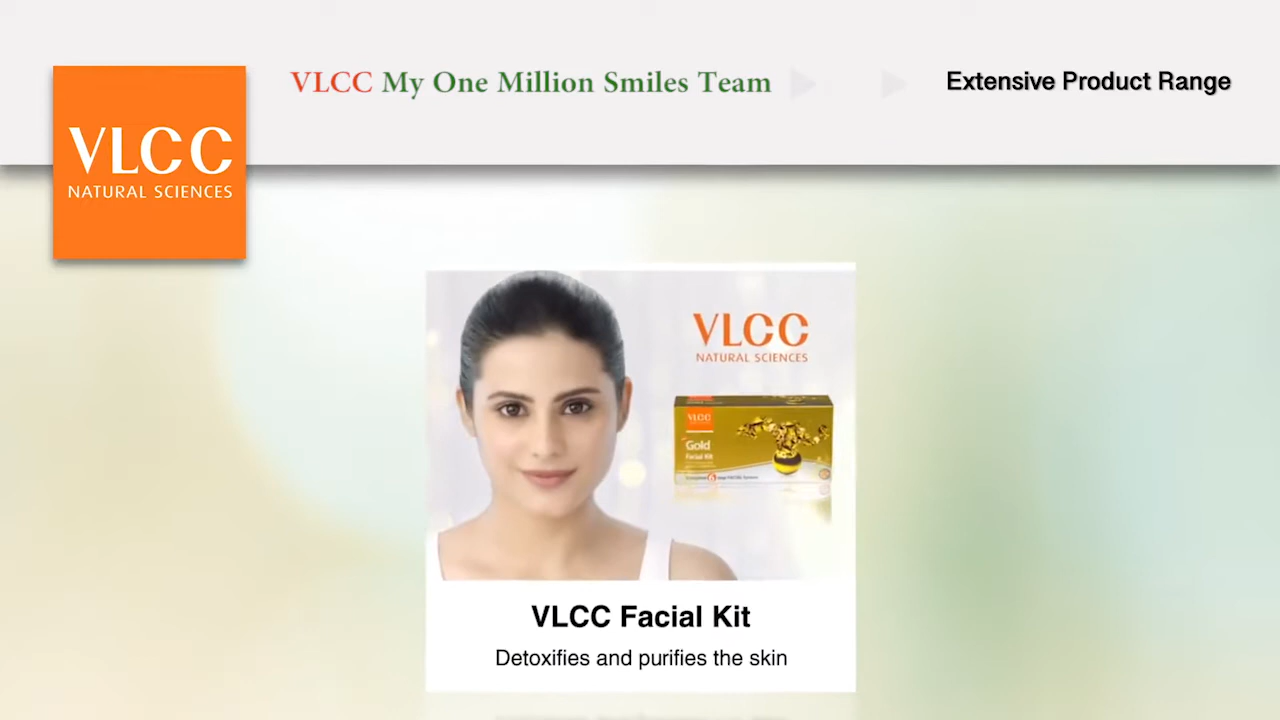 VLCC My One Million Smiles Team
Extensive Product Range
VLCC
NATURAL SCIENCES
VLCC
NATURAL SCIENCES
VLCC
Gold
Facial Kit
VLCC Facial Kit
Detoxifies and purifies the skin